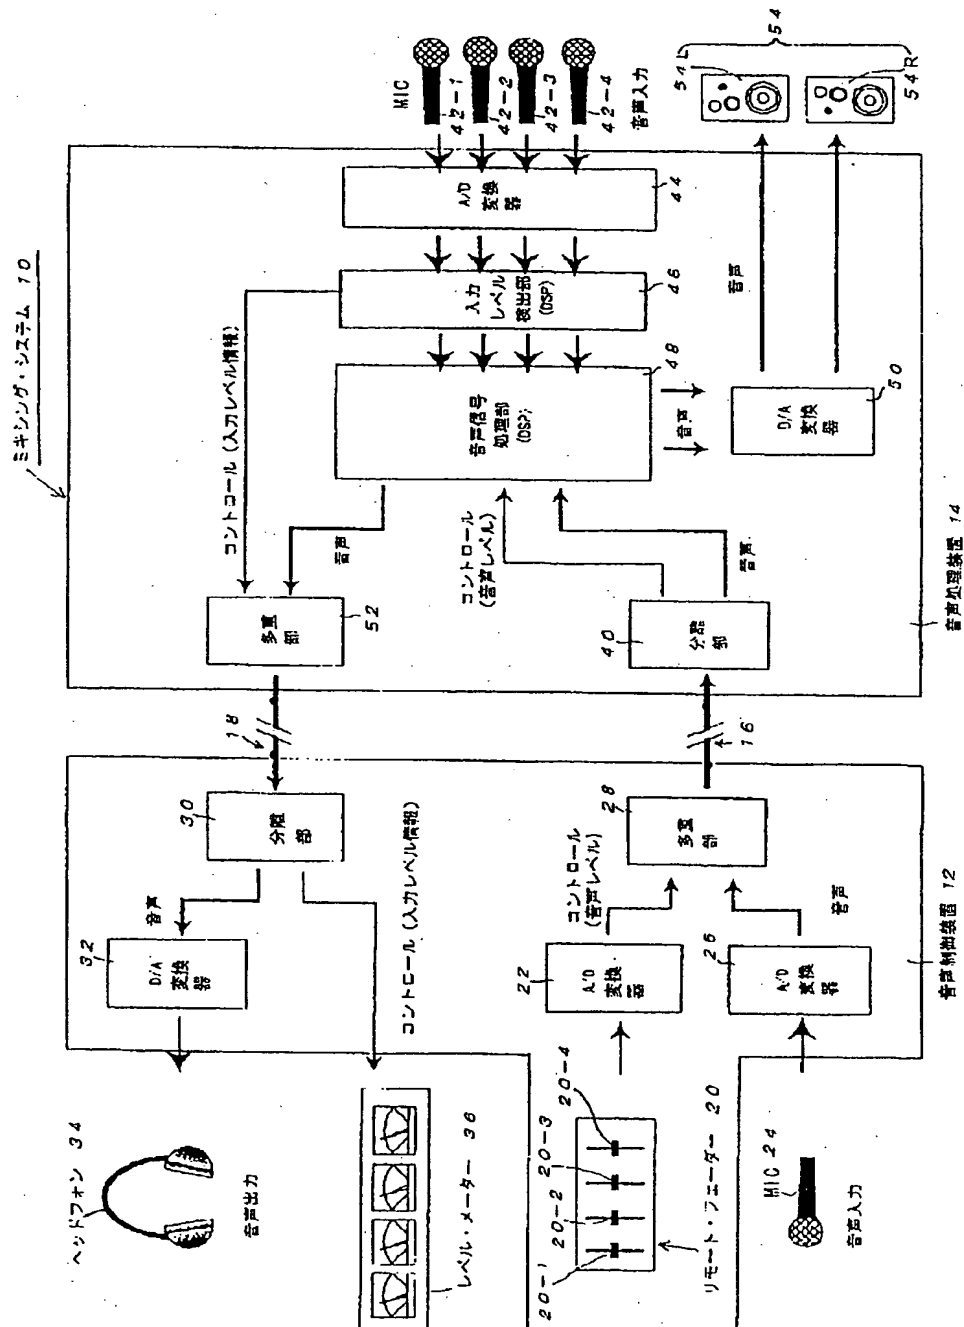 ミキシング・システム 10
MIC
42-1
42-2
42-3
42-4
音声入力
54
54L
54R
A/D
変換
器
44
入力
レベル
検出部
(DSP)
46
音声信号
処理部
(DSP)
48
音声
D/A
変換
器
50
音声
コントロール (入力レベル情報)
音声
多重
部
52
コントロール
(音声レベル)
音声
分離
部
40
音声処理装置 14
18
16
分離
部
30
音声
D/A
変換
器
32
コントロール (入力レベル情報)
多重
部
28
コントロール
(音声レベル)
音声
A/D
変換
器
22
A/D
変換
器
26
音声制御装置 12
ヘッドフォン 34
音声出力
レベル・メーター 36
20-1
20-2
20-3
20-4
リモート・フェーダー 20
MIC 24
音声入力